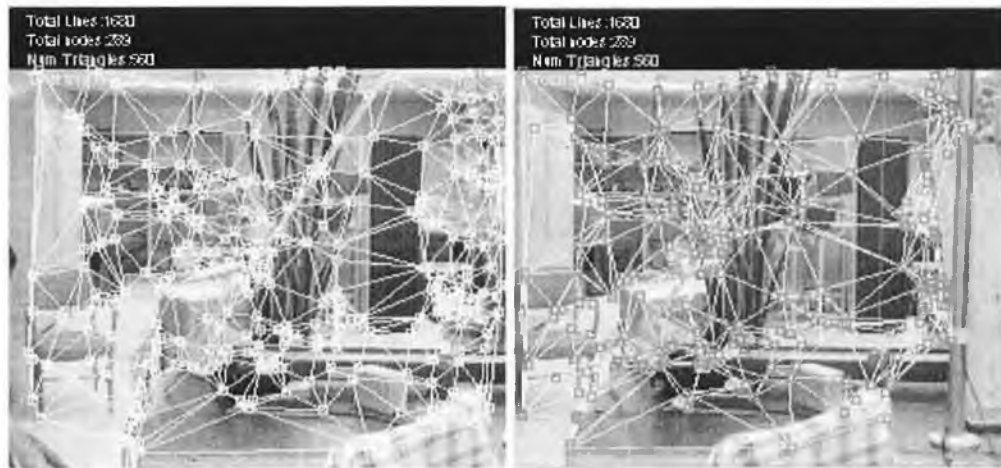 Total Lines :1680
Total nodes :289
Num Triangles :560
Total Lines :1680
Total nodes :289
Num Triangles :560